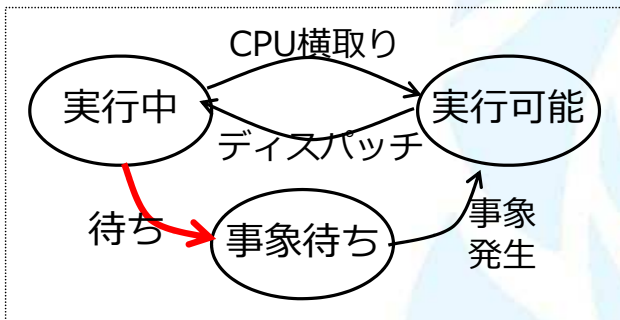 CPU横取り
実行中
実行可能
ディスパッチ
待ち
事象待ち
事象
発生